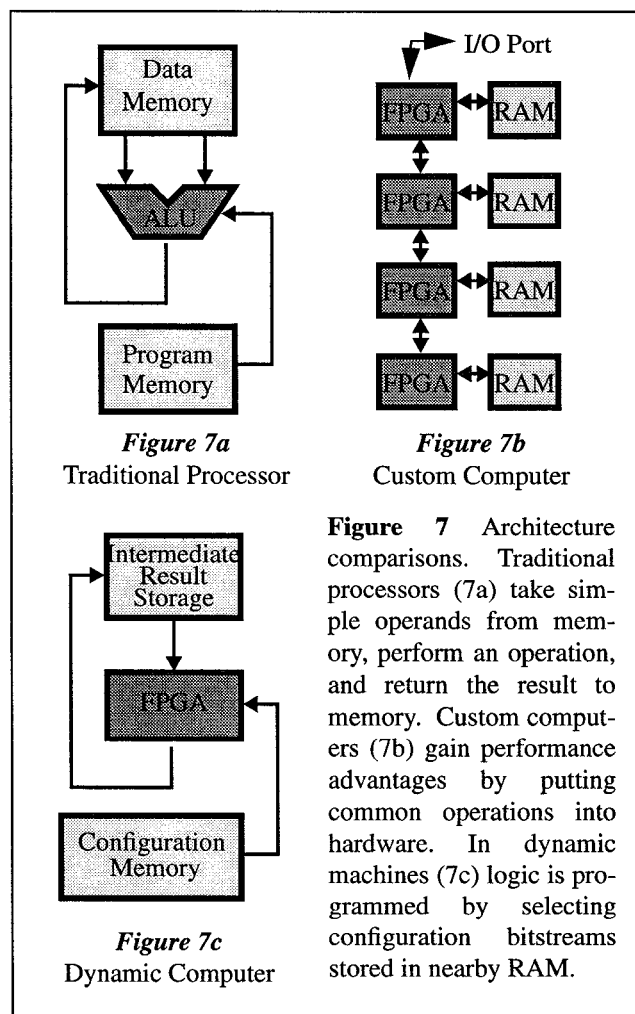 Data
Memory
ALU
Program
Memory
Figure 7a
Traditional Processor
I/O Port
FPGA
RAM
FPGA
RAM
FPGA
RAM
FPGA
RAM
Figure 7b
Custom Computer
Intermediate
Result
Storage
FPGA
Configuration
Memory
Figure 7c
Dynamic Computer
Figure 7 Architecture
comparisons. Traditional
processors (7a) take sim-
ple operands from mem-
ory, perform an operation,
and return the result to
memory. Custom comput-
ers (7b) gain performance
advantages by putting
common operations into
hardware. In dynamic
machines (7c) logic is pro-
grammed by selecting
configuration bitstreams
stored in nearby RAM.